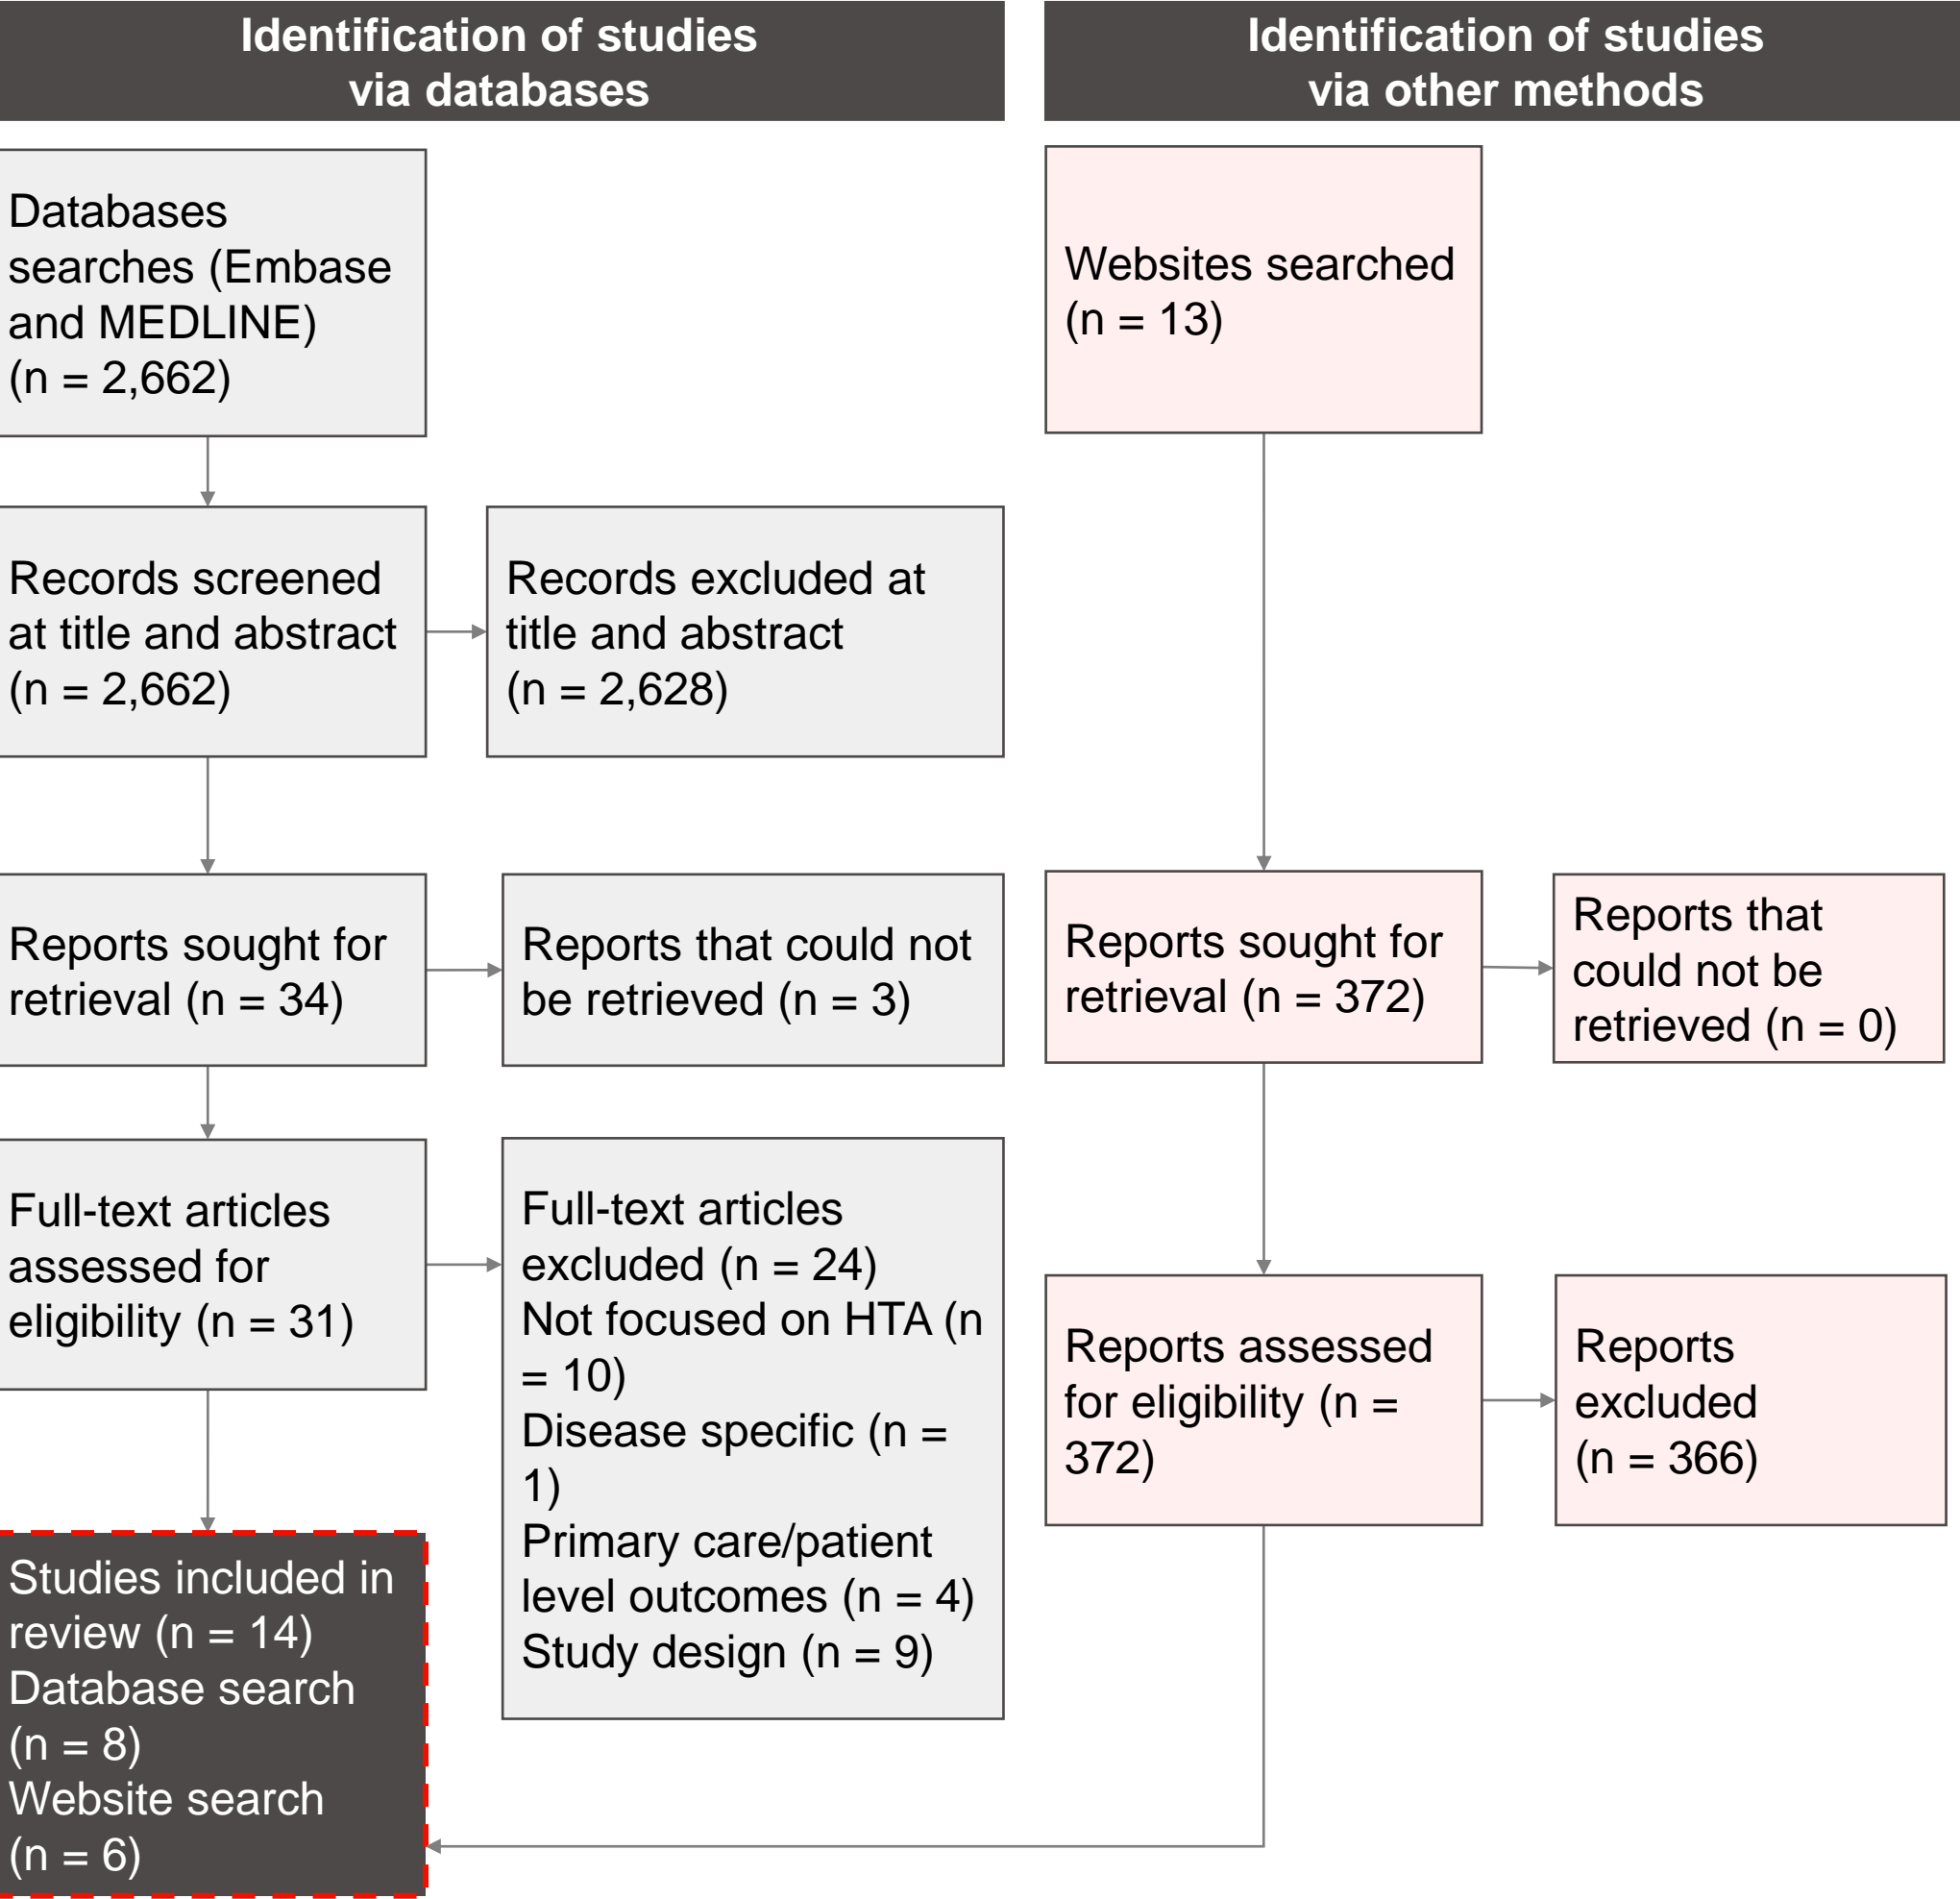 Identification of studies
via databases
Identification of studies
via other methods
Databases
searches (Embase
and MEDLINE)
(n = 2,662)
Websites searched
(n = 13)
Records screened
at title and abstract
(n = 2,662)
Records excluded at
title and abstract
(n = 2,628)
Reports sought for
retrieval (n = 34)
Reports that could not
be retrieved (n = 3)
Reports sought for
retrieval (n = 372)
Reports that
could not be
retrieved (n = 0)
Full-text articles
assessed for
eligibility (n = 31)
Full-text articles
excluded (n = 24)
Not focused on HTA (n
= 10)
Disease specific (n =
1)
Primary care/patient
level outcomes (n = 4)
Study design (n = 9)
Reports assessed
for eligibility (n =
372)
Reports
excluded
(n = 366)
Studies included in
review (n = 14)
Database search
(n = 8)
Website search
(n = 6)